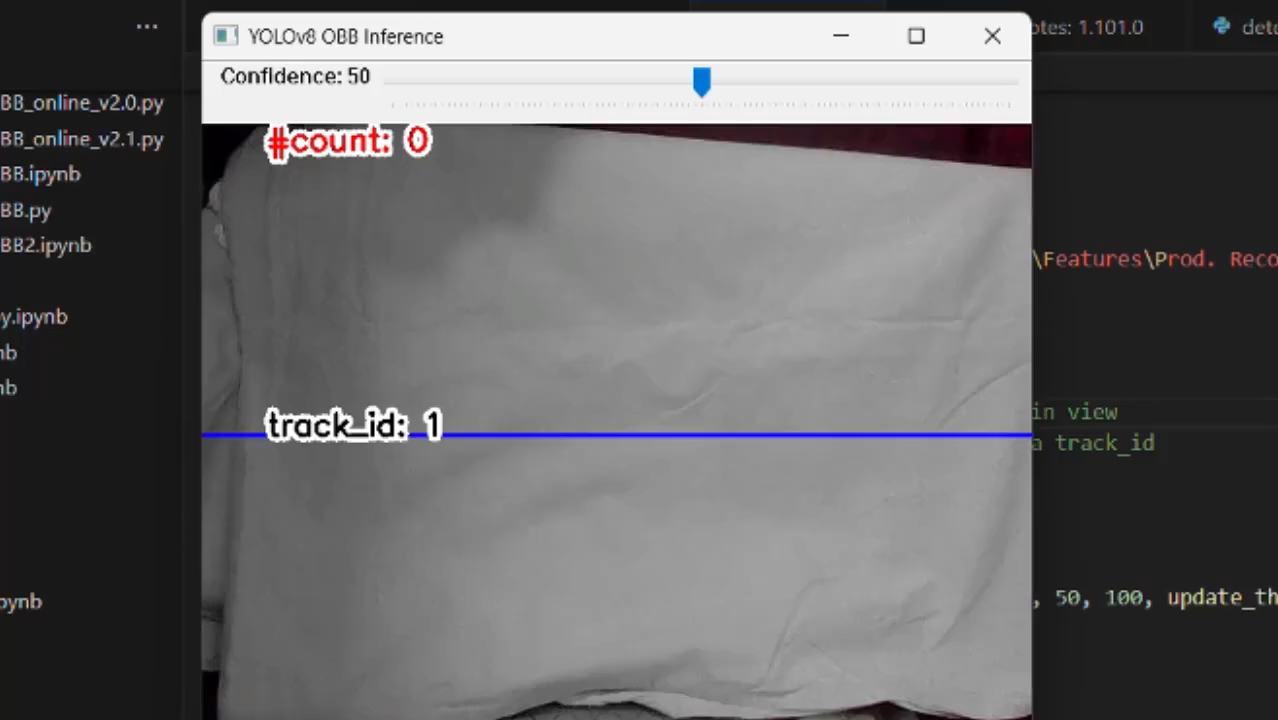 YOLOv8 OBB Inference
otes: 1.101.0
Confidence: 50
BB_online_v2.0.py
#count: 0
BB_online_v2.1.py
BB.ipynb
BB.py
BB2.ipynb
\Features\Prod. Reco
y.ipynb
nb
nb
in view
track_id: 1
a track_id
, 50, 100, update_th
pynb